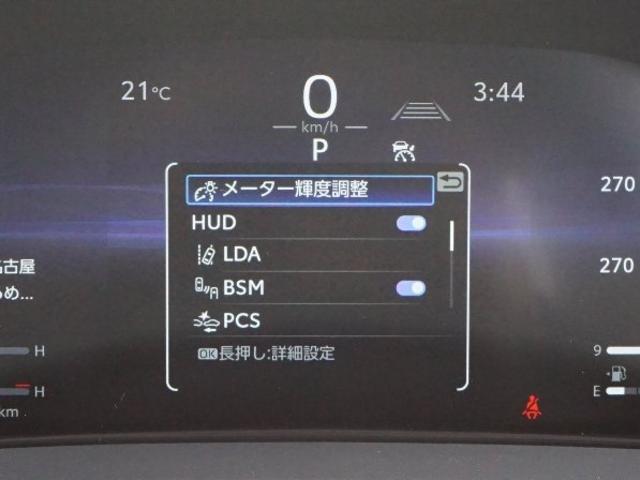 21℃
0
3:44
km/h
P
メーター輝度調整
270
HUD
LDA
古屋
270
め...
BSM
PCS
H
9
OK長押し:詳細設定
H
E
km